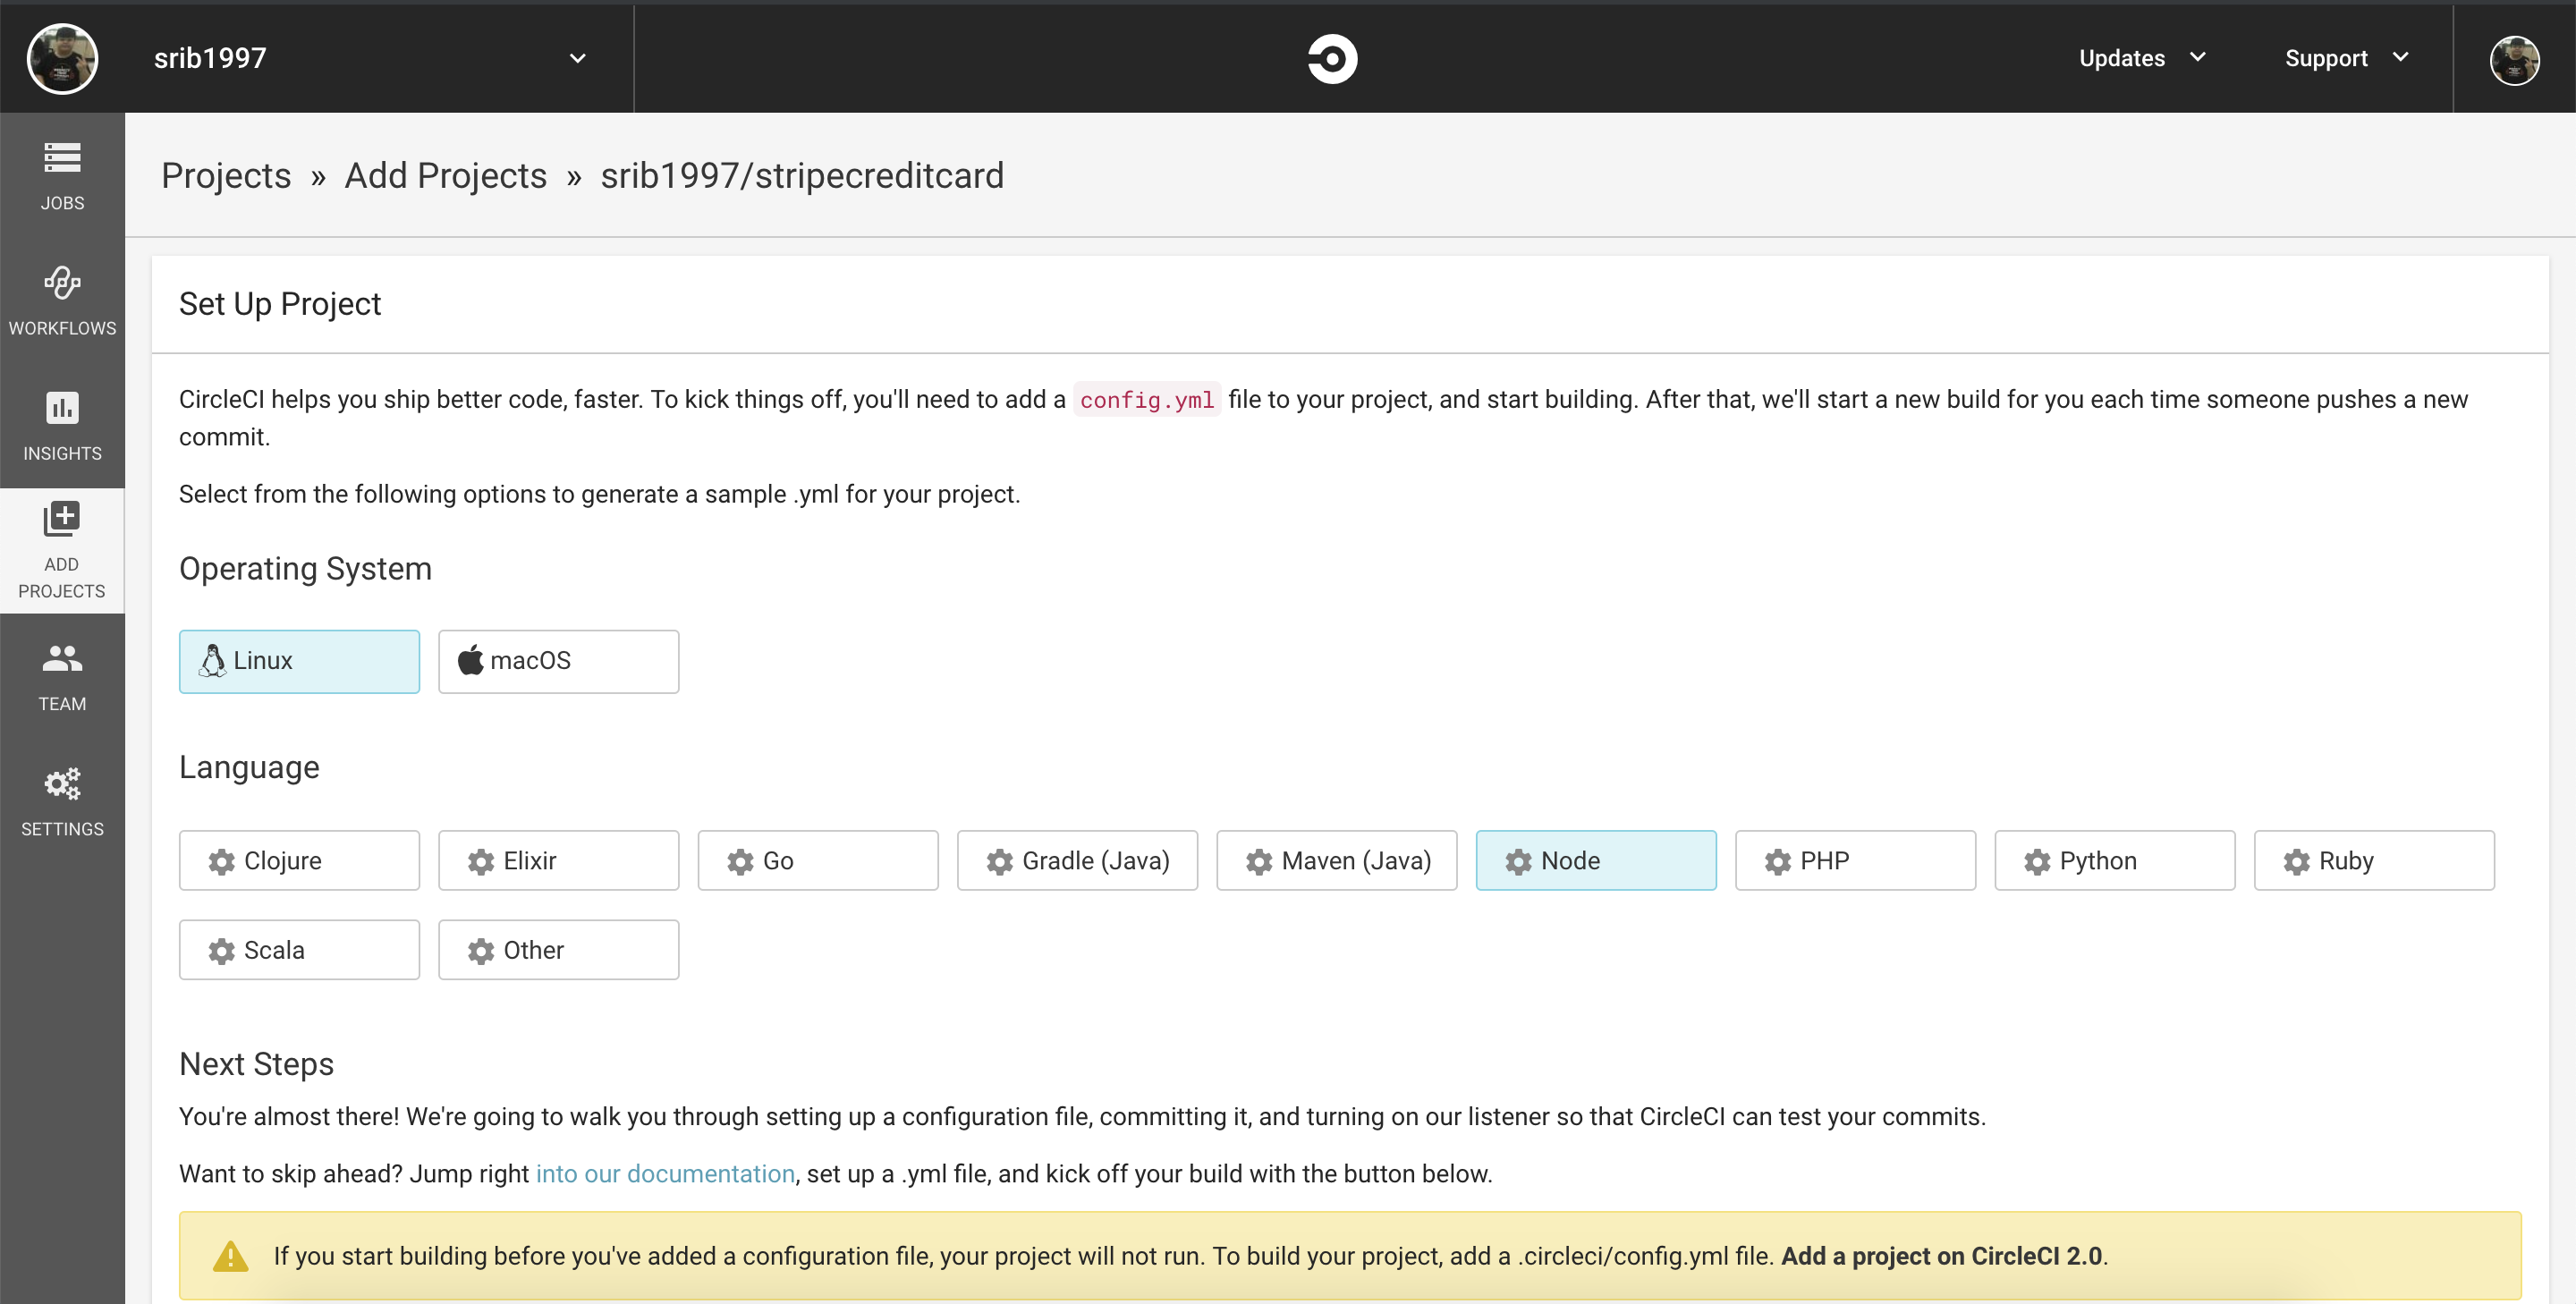 srib1997
Updates
Support
JOBS
WORKFLOWS
INSIGHTS
ADD
PROJECTS
TEAM
SETTINGS
Projects » Add Projects » srib1997/stripecreditcard
Set Up Project
CircleCI helps you ship better code, faster. To kick things off, you'll need to add a config.yml file to your project, and start building. After that, we'll start a new build for you each time someone pushes a new
commit.
Select from the following options to generate a sample .yml for your project.
Operating System
Linux
macOS
Language
Clojure
Elixir
Go
Gradle (Java)
Maven (Java)
Node
PHP
Python
Ruby
Scala
Other
Next Steps
You're almost there! We're going to walk you through setting up a configuration file, committing it, and turning on our listener so that CircleCI can test your commits.
Want to skip ahead? Jump right into our documentation, set up a .yml file, and kick off your build with the button below.
If you start building before you've added a configuration file, your project will not run. To build your project, add a .circleci/config.yml file. Add a project on CircleCI 2.0.